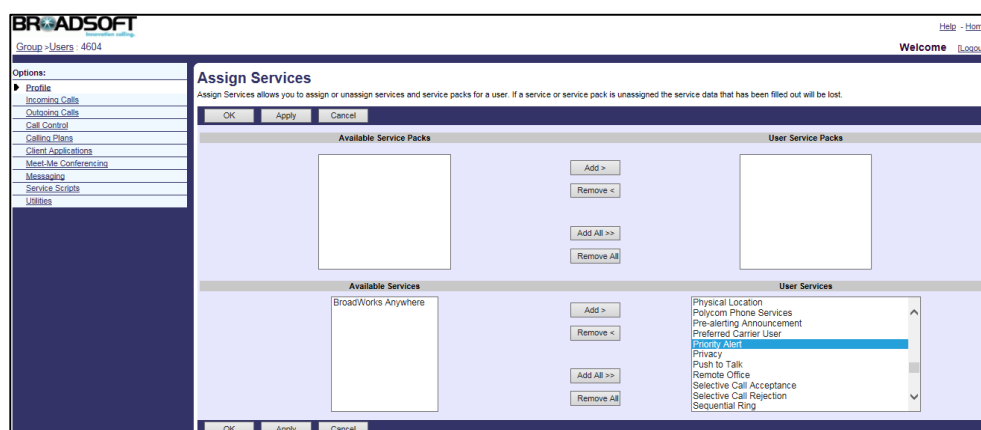 BROADSOFT
innovation calling.
Help - Hom
Group >Users : 4604
Welcome [Logou
Options:
Profile
Incoming Calls
Outgoing Calls
Call Control
Calling Plans
Client Applications
Meet-Me Conferencing
Messaging
Service Scripts
Utilities
Assign Services
Assign Services allows you to assign or unassign services and service packs for a user. If a service or service pack is unassigned the service data that has been filled out will be lost.
OK Apply Cancel
Available Service Packs User Service Packs
Add >
Remove <
Add All >>
Remove All
Available Services User Services
BroadWorks Anywhere
Add >
Remove <
Add All >>
Remove All
Physical Location
Polycom Phone Services
Pre-alerting Announcement
Preferred Carrier User
Priority Alert
Privacy
Push to Talk
Remote Office
Selective Call Acceptance
Selective Call Rejection
Sequential Ring
OK Apply Cancel